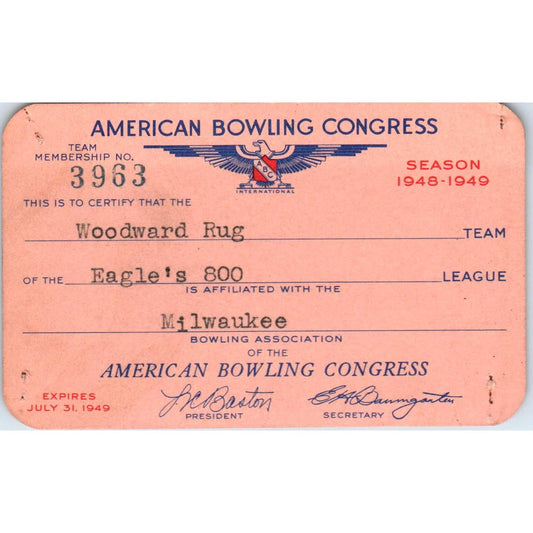 AMERICAN BOWLING CONGRESS
TEAM
MEMBERSHIP NO.
3963
ABC
INTERNATIONAL
SEASON
1948-1949
THIS IS TO CERTIFY THAT THE
Woodward Rug TEAM
OF THE Eagle's 800 LEAGUE
IS AFFILIATED WITH THE
Milwaukee
BOWLING ASSOCIATION
OF THE
AMERICAN BOWLING CONGRESS
EXPIRES
JULY 31, 1949
L C Baston
PRESIDENT
E H Baumgarten
SECRETARY